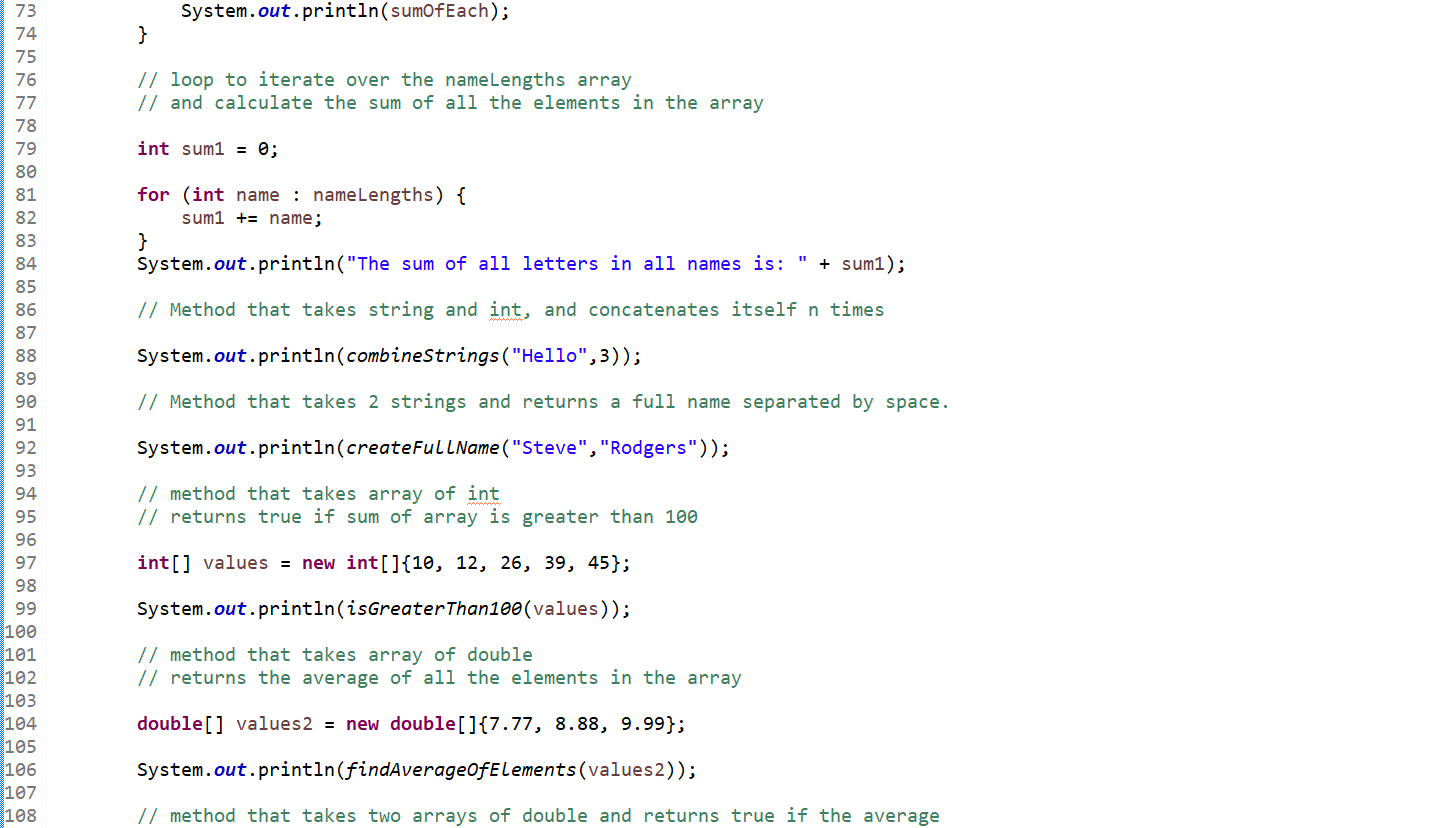 73 System.out.println(sumOfEach);
74 }
75
76 // loop to iterate over the nameLengths array
77 // and calculate the sum of all the elements in the array
78
79 int sum1 = 0;
80
81 for (int name : nameLengths) {
82 sum1 += name;
83 }
84 System.out.println("The sum of all letters in all names is: " + sum1);
85
86 // Method that takes string and int, and concatenates itself n times
87
88 System.out.println(combineStrings("Hello",3));
89
90 // Method that takes 2 strings and returns a full name separated by space.
91
92 System.out.println(createFullName("Steve","Rodgers"));
93
94 // method that takes array of int
95 // returns true if sum of array is greater than 100
96
97 int[] values = new int[]{10, 12, 26, 39, 45};
98
99 System.out.println(isGreaterThan100(values));
100
101 // method that takes array of double
102 // returns the average of all the elements in the array
103
104 double[] values2 = new double[]{7.77, 8.88, 9.99};
105
106 System.out.println(findAverageOfElements(values2));
107
108 // method that takes two arrays of double and returns true if the average